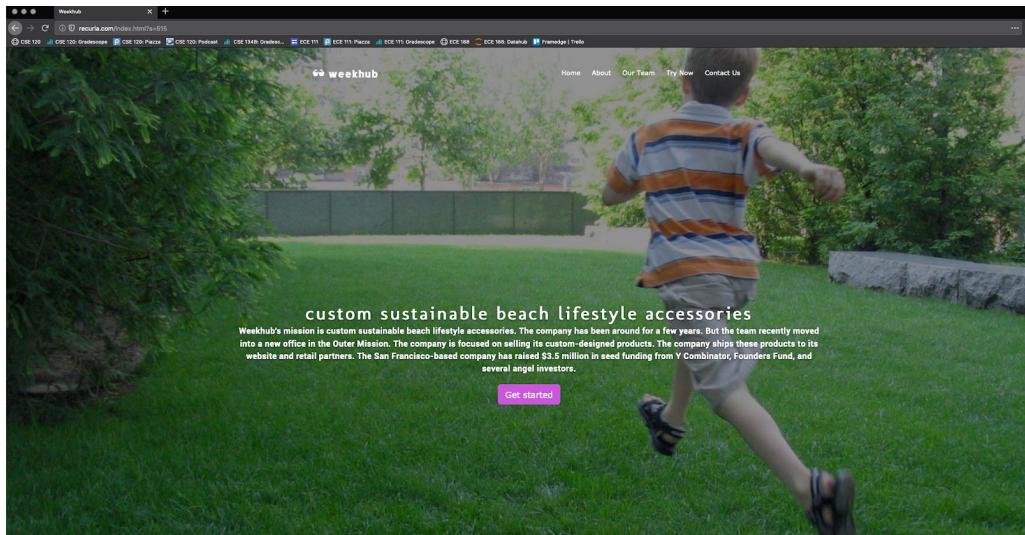 Weekhub
recurla.com/index.html?s=515
CSE 120 CSE 120: Gradescope CSE 120: Piazza CSE 120: Podcast CSE 134B: Gradesc... ECE 111 ECE 111: Piazza ECE 111: Gradescope ECE 188 ECE 188: Datahub Framedge | Trello
weekhub Home About Our Team Try Now Contact Us
custom sustainable beach lifestyle accessories
Weekhub's mission is custom sustainable beach lifestyle accessories. The company has been around for a few years. But the team recently moved
into a new office in the Outer Mission. The company is focused on selling its custom-designed products. The company ships these products to its
website and retail partners. The San Francisco-based company has raised $3.5 million in seed funding from Y Combinator, Founders Fund, and
several angel investors.
Get started